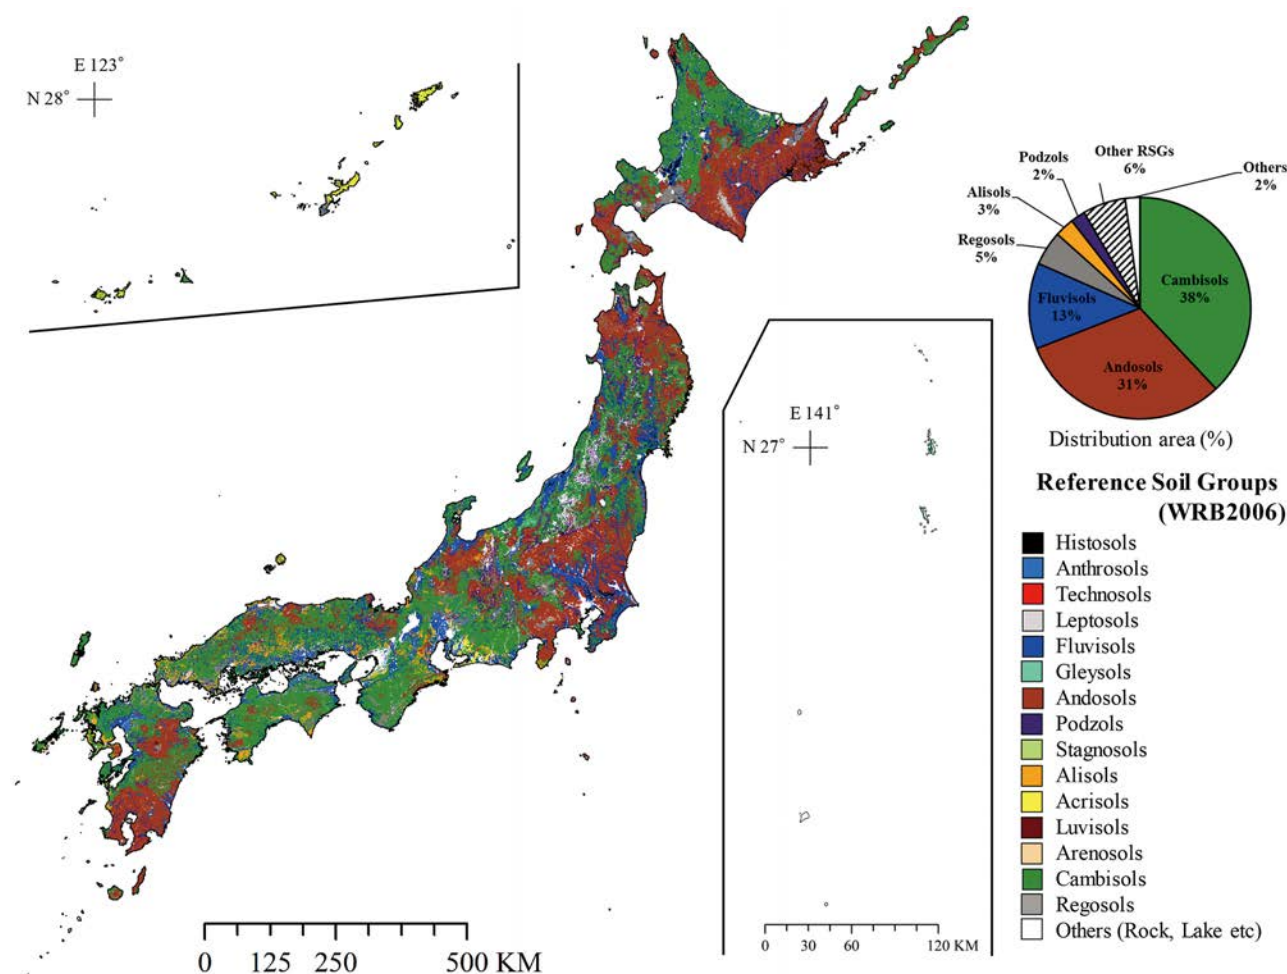 E 123°
N 28°
Podzols
2%
Other RSGs
6%
Others
2%
Alisols
3%
Regosols
5%
Fluvisols
13%
Cambisols
38%
Andosols
31%
Distribution area (%)
E 141°
N 27°
Reference Soil Groups
(WRB2006)
Histosols
Anthrosols
Technosols
Leptosols
Fluvisols
Gleysols
Andosols
Podzols
Stagnosols
Alisols
Acrisols
Luvisols
Arenosols
Cambisols
Regosols
Others (Rock, Lake etc)
0 125 250 500 KM
0 30 60 120 KM